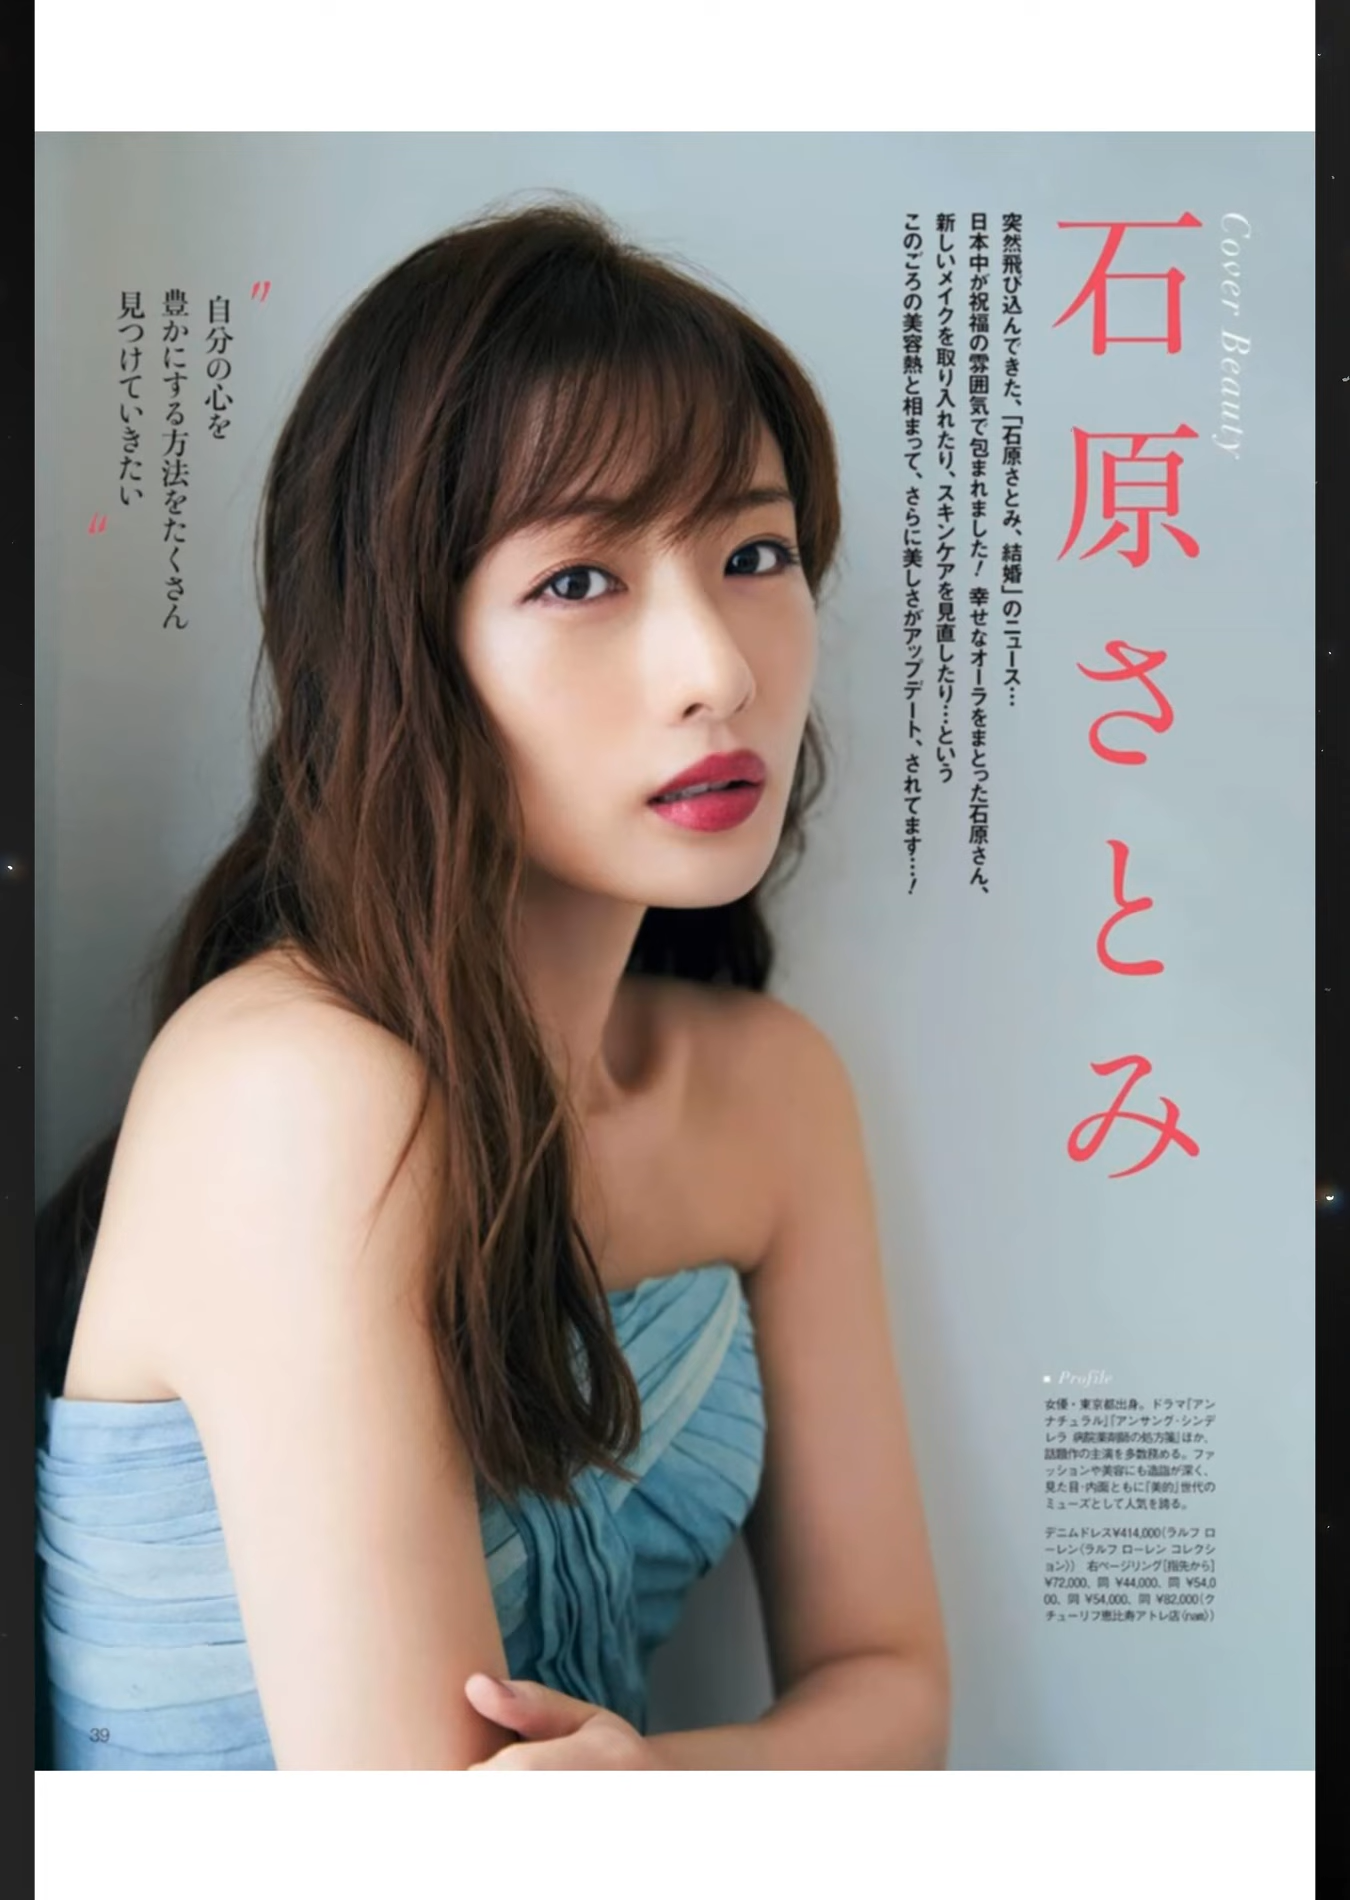 Cover Beauty
石原さとみ
突然飛び込んできた、「石原さとみ、結婚」のニュース…
日本中が祝福の雰囲気で包まれました！ 幸せなオーラをまとった石原さん、
新しいメイクを取り入れたり、スキンケアを見直したり…という
このごろの美容熱と相まって、さらに美しさがアップデート、されてます…！
〝自分の心を
豊かにする方法をたくさん
見つけていきたい〟
Profile
女優・東京都出身。ドラマ『アン
ナチュラル』『アンサング・シンデ
レラ 病院薬剤師の処方箋』ほか、
話題作の主演を多数務める。ファ
ッションや美容にも造詣が深く、
見た目・内面ともに『美的』世代の
ミューズとして人気を誇る。
デニムドレス¥414,000（ラルフ ロ
ーレン〈ラルフ ローレン コレクシ
ョン〉） 右ページリング［指先から］
¥72,000、同 ¥44,000、同 ¥54,0
00、同 ¥54,000、同 ¥82,000（ク
チューリフ恵比寿アトレ店〈nam〉）
39